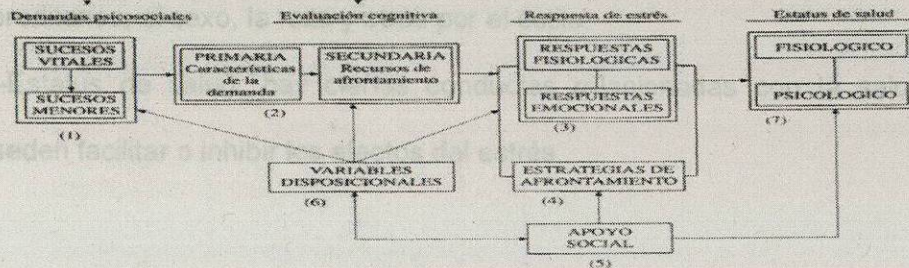 Demandas psicosociales
Evaluación cognitiva
Respuesta de estrés
Estatus de salud
SUCESOS
VITALES
SUCESOS
MENORES
(1)
PRIMARIA
Características
de la
demanda
(2)
SECUNDARIA
Recursos de
afrontamiento
RESPUESTAS
FISIOLOGICAS
RESPUESTAS
EMOCIONALES
(3)
FISIOLOGICO
PSICOLOGICO
(7)
VARIABLES
DISPOSICIONALES
(6)
ESTRATEGIAS DE
AFRONTAMIENTO
(4)
APOYO
SOCIAL
(5)
facilitar o inhibir los efectos del estrés.